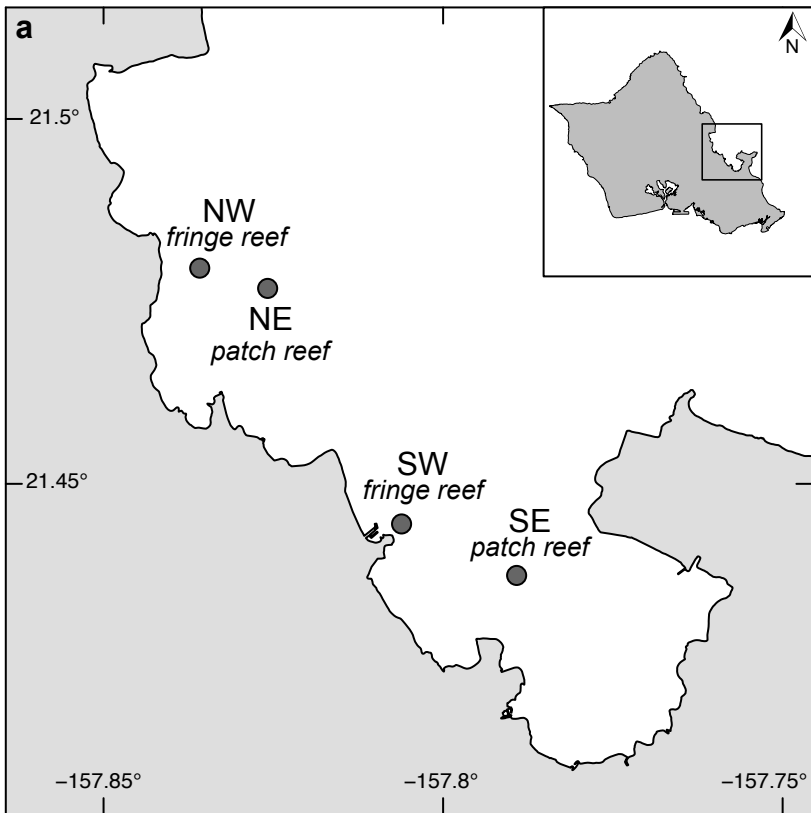 a
N
21.5°
NW
fringe reef
NE
patch reef
SW
fringe reef
21.45°
SE
patch reef
−157.85°
−157.8°
−157.75°